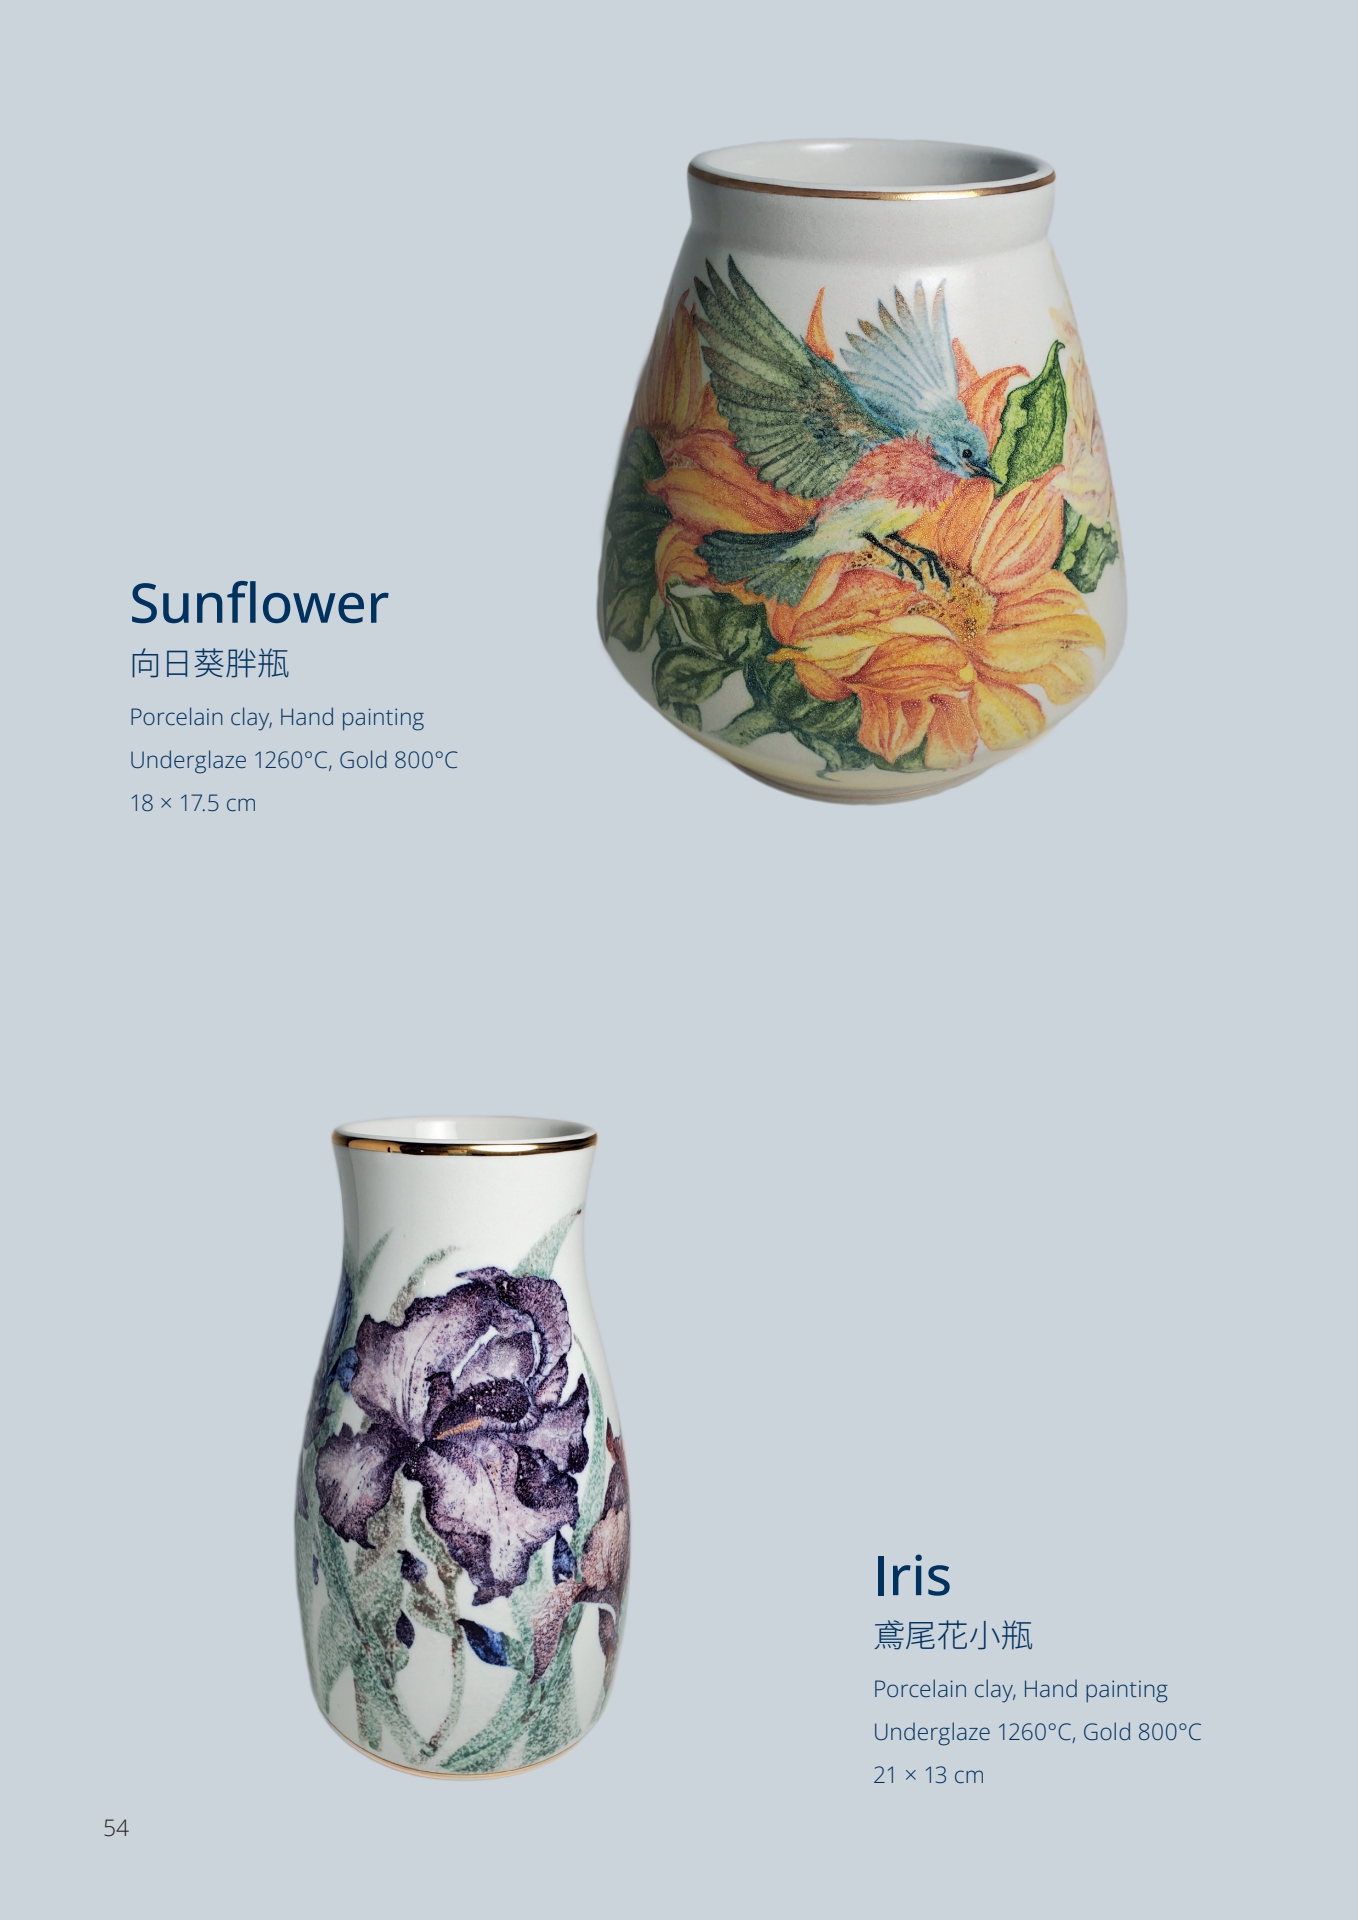 Sunflower
向日葵胖瓶
Porcelain clay, Hand painting
Underglaze 1260°C, Gold 800°C
18 × 17.5 cm
Iris
鳶尾花小瓶
Porcelain clay, Hand painting
Underglaze 1260°C, Gold 800°C
21 × 13 cm
54